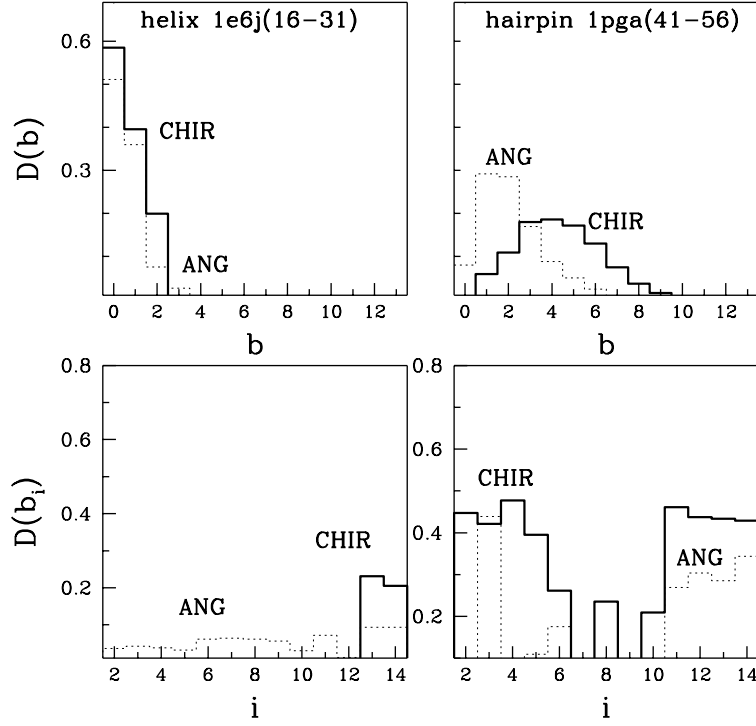 helix 1e6j(16−31)
hairpin 1pga(41−56)
0.6
0.3
D(b)
CHIR
ANG
ANG
CHIR
0 2 4 6 8 10 12
0 2 4 6 8 10 12
b
b
0.8
0.6
0.4
0.2
D(b_i)
CHIR
ANG
0.8
0.6
0.4
0.2
CHIR
ANG
2 4 6 8 10 12 14
2 4 6 8 10 12 14
i
i